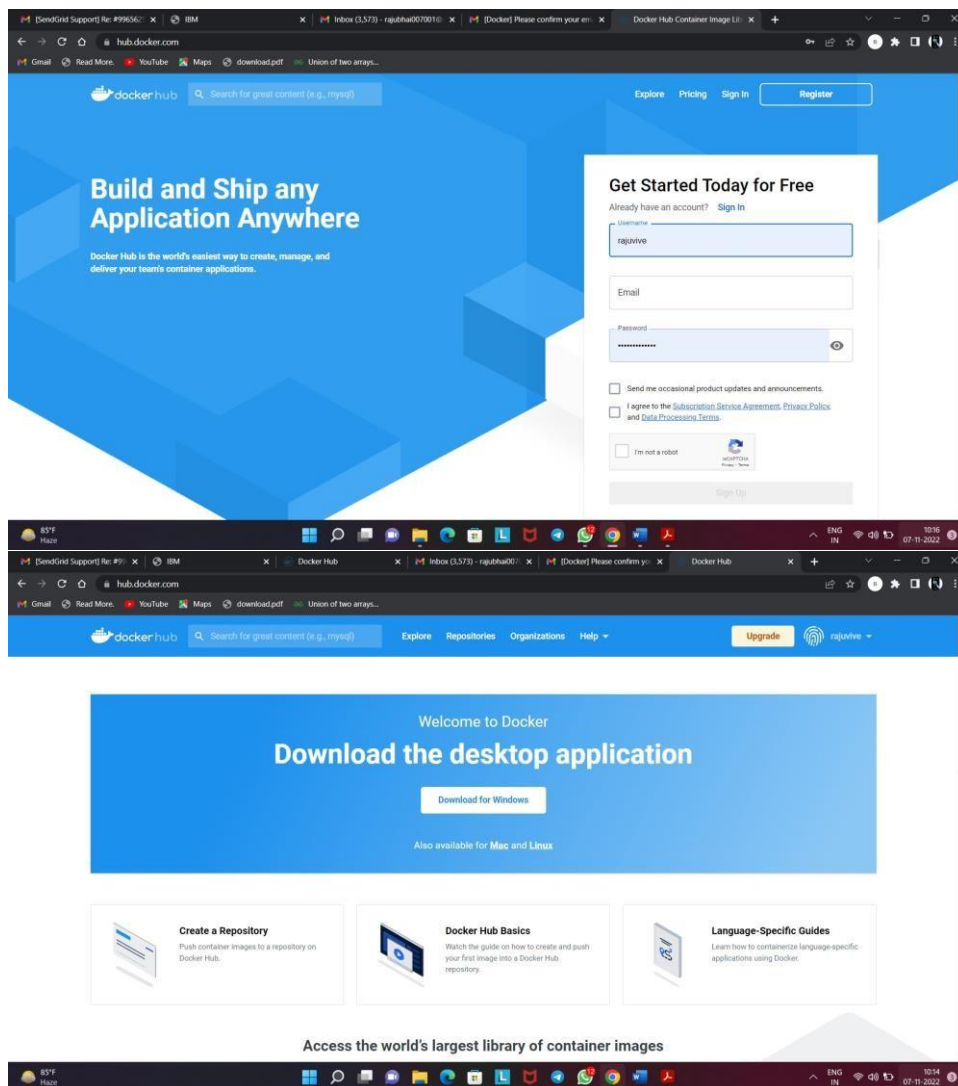 [SendGrid Support] Re: #996562
IBM
Inbox (3,573) - rajubhai0070016
[Docker] Please confirm your em
Docker Hub Container Image Lib
hub.docker.com
Gmail
Read More.
YouTube
Maps
download.pdf
Union of two arrays...
dockerhub
Search for great content (e.g., mysql)
Explore
Pricing
Sign In
Register
Build and Ship any
Application Anywhere
Docker Hub is the world's easiest way to create, manage, and
deliver your team's container applications.
Get Started Today for Free
Already have an account? Sign In
Username
rajuvive
Email
Password
Send me occasional product updates and announcements.
I agree to the Subscription Service Agreement, Privacy Policy,
and Data Processing Terms.
I'm not a robot
reCAPTCHA
Privacy - Terms
Sign Up
85°F
Haze
ENG
IN
10:16
07-11-2022
[SendGrid Support] Re: #99
IBM
Docker Hub
Inbox (3,573) - rajubhai007
[Docker] Please confirm yo
Docker Hub
hub.docker.com
Gmail
Read More.
YouTube
Maps
download.pdf
Union of two arrays...
dockerhub
Search for great content (e.g., mysql)
Explore
Repositories
Organizations
Help
Upgrade
rajuvive
Welcome to Docker
Download the desktop application
Download for Windows
Also available for Mac and Linux
Create a Repository
Push container images to a repository on
Docker Hub.
Docker Hub Basics
Watch the guide on how to create and push
your first image into a Docker Hub
repository.
Language-Specific Guides
Learn how to containerize language-specific
applications using Docker.
Access the world's largest library of container images
85°F
Haze
ENG
IN
10:14
07-11-2022